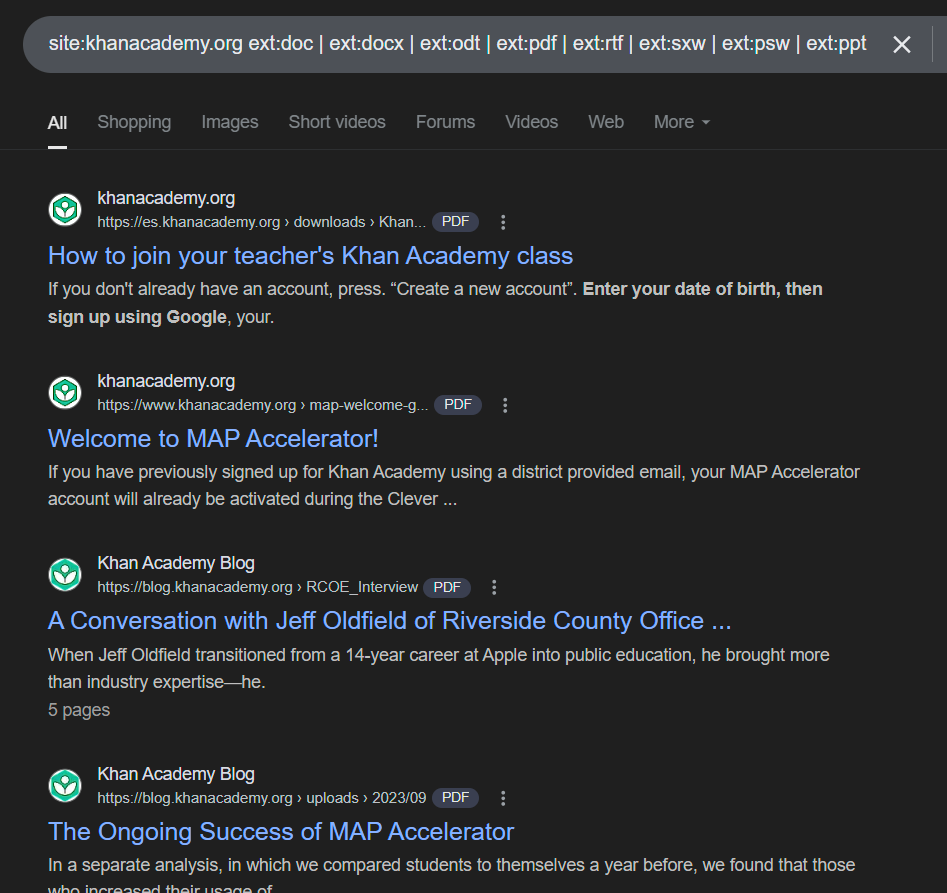 site:khanacademy.org ext:doc | ext:docx | ext:odt | ext:pdf | ext:rtf | ext:sxw | ext:psw | ext:ppt
All Shopping Images Short videos Forums Videos Web More
khanacademy.org
https://es.khanacademy.org › downloads › Khan... PDF
How to join your teacher's Khan Academy class
If you don't already have an account, press. “Create a new account”. Enter your date of birth, then
sign up using Google, your.
khanacademy.org
https://www.khanacademy.org › map-welcome-g... PDF
Welcome to MAP Accelerator!
If you have previously signed up for Khan Academy using a district provided email, your MAP Accelerator
account will already be activated during the Clever ...
Khan Academy Blog
https://blog.khanacademy.org › RCOE_Interview PDF
A Conversation with Jeff Oldfield of Riverside County Office ...
When Jeff Oldfield transitioned from a 14-year career at Apple into public education, he brought more
than industry expertise—he.
5 pages
Khan Academy Blog
https://blog.khanacademy.org › uploads › 2023/09 PDF
The Ongoing Success of MAP Accelerator
In a separate analysis, in which we compared students to themselves a year before, we found that those
who increased their usage of